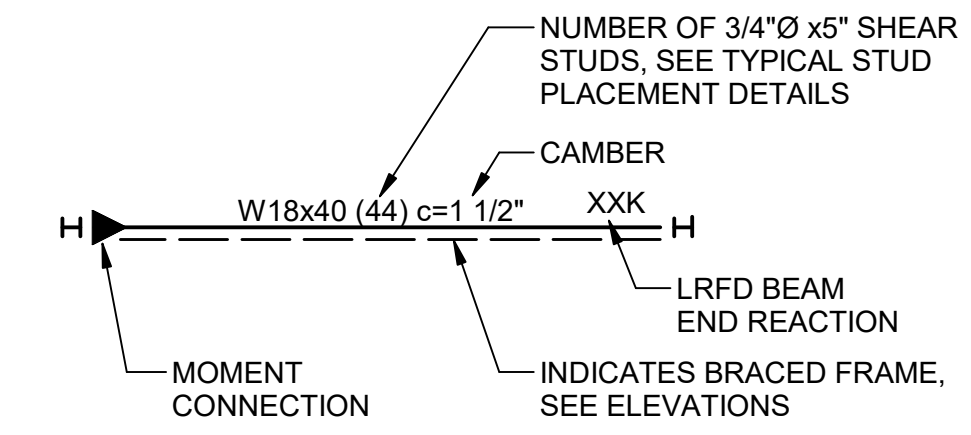 NUMBER OF 3/4"Ø x5" SHEAR
STUDS, SEE TYPICAL STUD
PLACEMENT DETAILS
CAMBER
W18x40 (44) c=1 1/2" XXK
LRFD BEAM
END REACTION
MOMENT
CONNECTION
INDICATES BRACED FRAME,
SEE ELEVATIONS